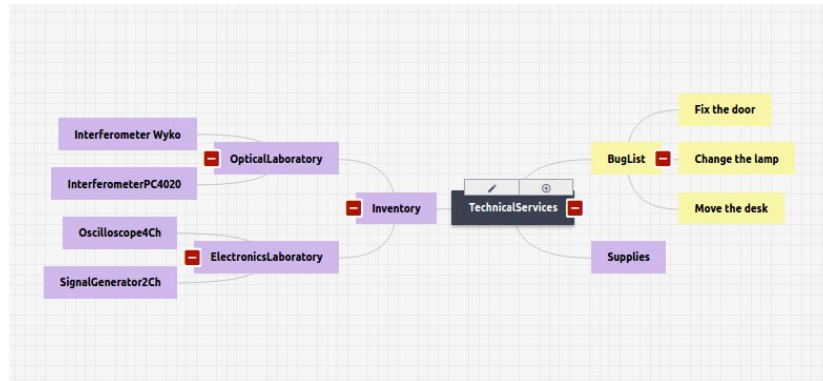 Fix the door
Interferometer Wyko
OpticalLaboratory
BugList
Change the lamp
InterferometerPC4020
Inventory
TechnicalServices
Move the desk
Oscilloscope4Ch
ElectronicsLaboratory
Supplies
SignalGenerator2Ch